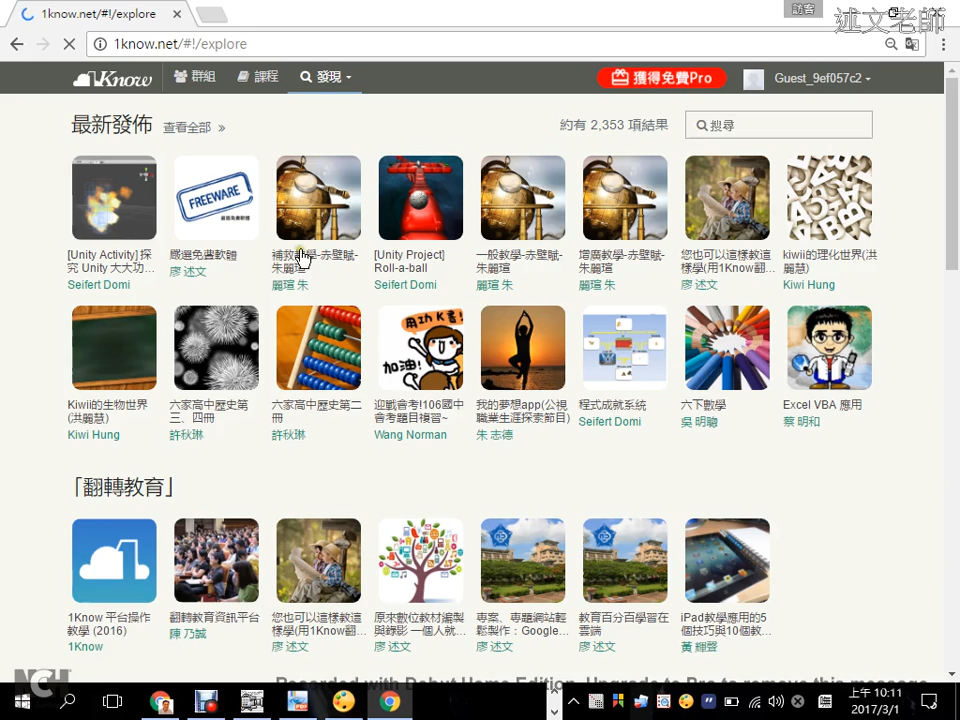 1know.net/#!/explore
訪客
述文老師
1know.net/#!/explore
1Know
群組
課程
發現
獲得免費Pro
Guest_9ef057c2
最新發佈
查看全部 »
約有 2,353 項結果
搜尋
FREEWARE
嚴選免費軟體
[Unity Activity] 探
究 Unity 大大功...
Seifert Domi
嚴選免費軟體
廖 述文
補救教學-赤壁賦-
朱麗瑄
麗瑄 朱
[Unity Project]
Roll-a-ball
Seifert Domi
一般教學-赤壁賦-
朱麗瑄
麗瑄 朱
增廣教學-赤壁賦-
朱麗瑄
麗瑄 朱
您也可以這樣教這
樣學(用1Know翻...
廖 述文
kiwii的理化世界(洪
麗慧)
Kiwi Hung
用功K書!
加油!
Kiwii的生物世界
(洪麗慧)
Kiwi Hung
六家高中歷史第
三、四冊
許秋琳
六家高中歷史第二
冊
許秋琳
迎戰會考!106國中
會考題目複習~
Wang Norman
我的夢想app(公視
職業生涯探索節目)
朱 志德
程式成就系統
Seifert Domi
六下數學
吳 明聰
Excel VBA 應用
蔡 明和
「翻轉教育」
1Know 平台操作
教學 (2016)
1Know
翻轉教育資訊平台
陳 乃誠
您也可以這樣教這
樣學(用1Know翻...
廖 述文
原來數位教材編製
與錄影 一個人就...
廖 述文
專案、專題網站輕
鬆製作：Google...
廖 述文
教育百分百學習在
雲端
廖 述文
iPad教學應用的5
個技巧與10個教...
黃 輝聲
NCH
Recorded with Debut Home Edition. Upgrade to Pro to remove this message
上午 10:11
2017/3/1